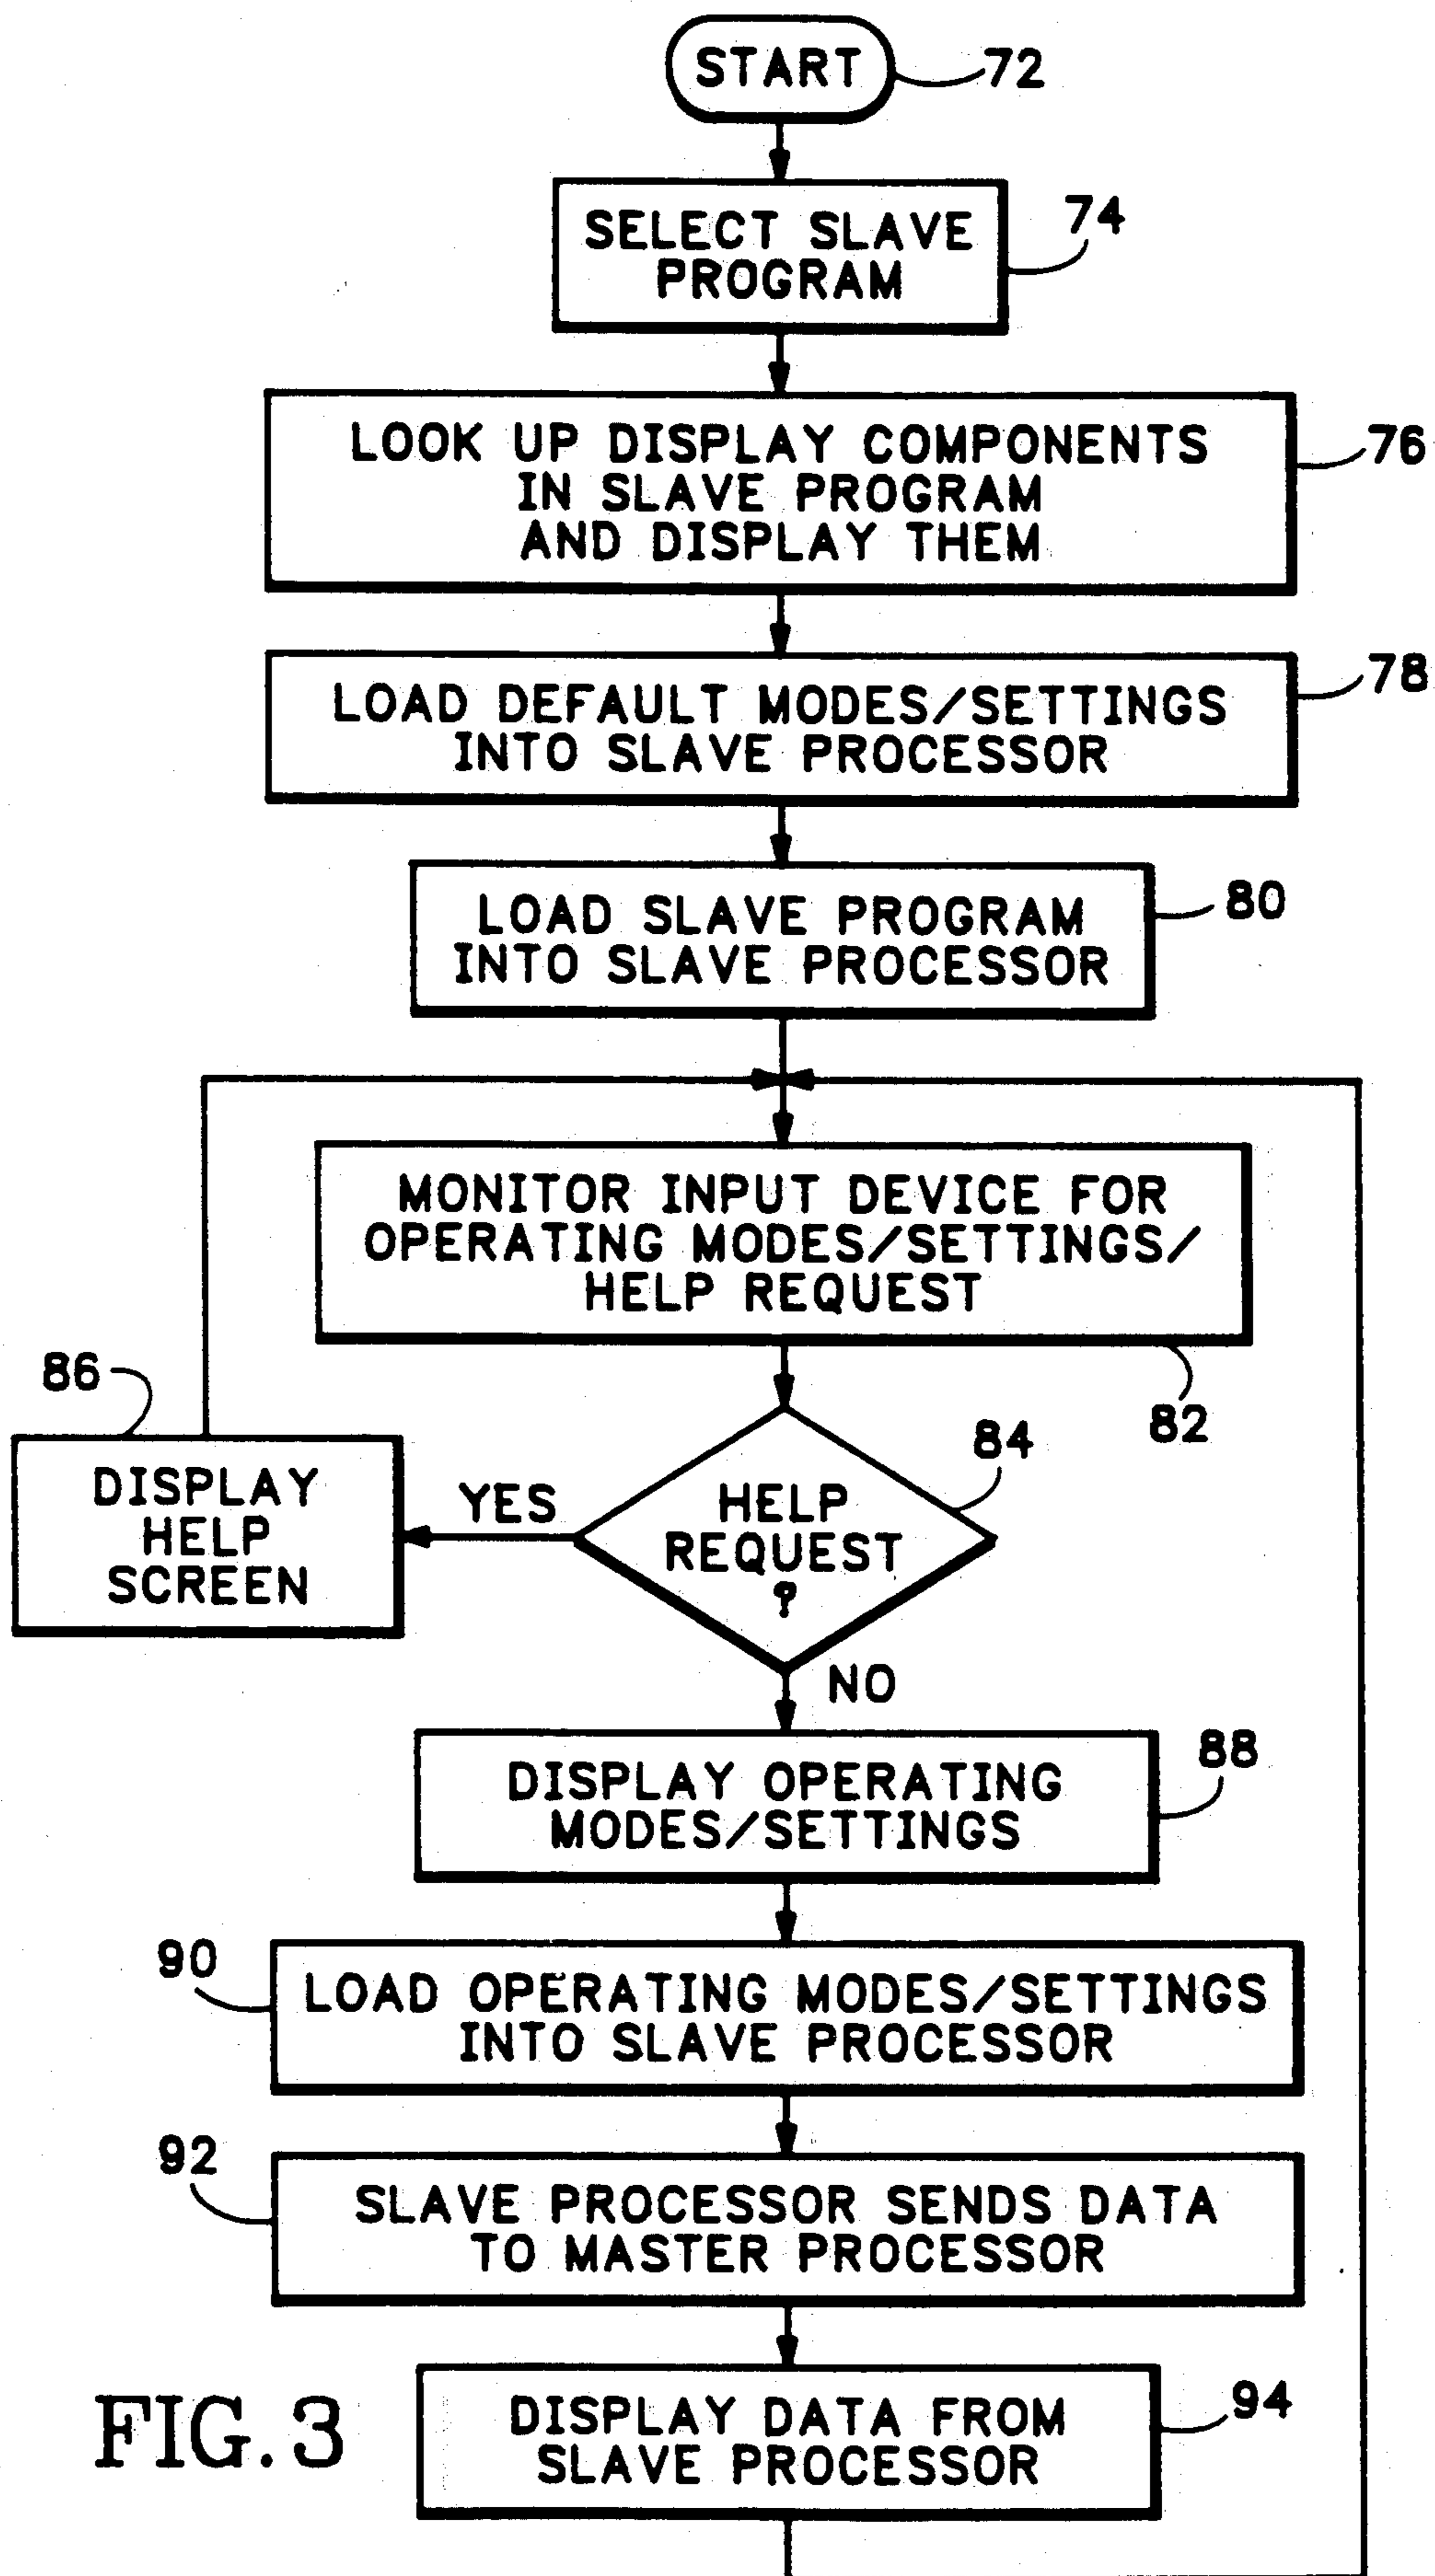 START
72
SELECT SLAVE
PROGRAM
74
LOOK UP DISPLAY COMPONENTS
IN SLAVE PROGRAM
AND DISPLAY THEM
76
LOAD DEFAULT MODES/SETTINGS
INTO SLAVE PROCESSOR
78
LOAD SLAVE PROGRAM
INTO SLAVE PROCESSOR
80
MONITOR INPUT DEVICE FOR
OPERATING MODES/SETTINGS/
HELP REQUEST
82
86
DISPLAY
HELP
SCREEN
YES
HELP
REQUEST
?
84
NO
DISPLAY OPERATING
MODES/SETTINGS
88
90
LOAD OPERATING MODES/SETTINGS
INTO SLAVE PROCESSOR
92
SLAVE PROCESSOR SENDS DATA
TO MASTER PROCESSOR
DISPLAY DATA FROM
SLAVE PROCESSOR
94
FIG. 3